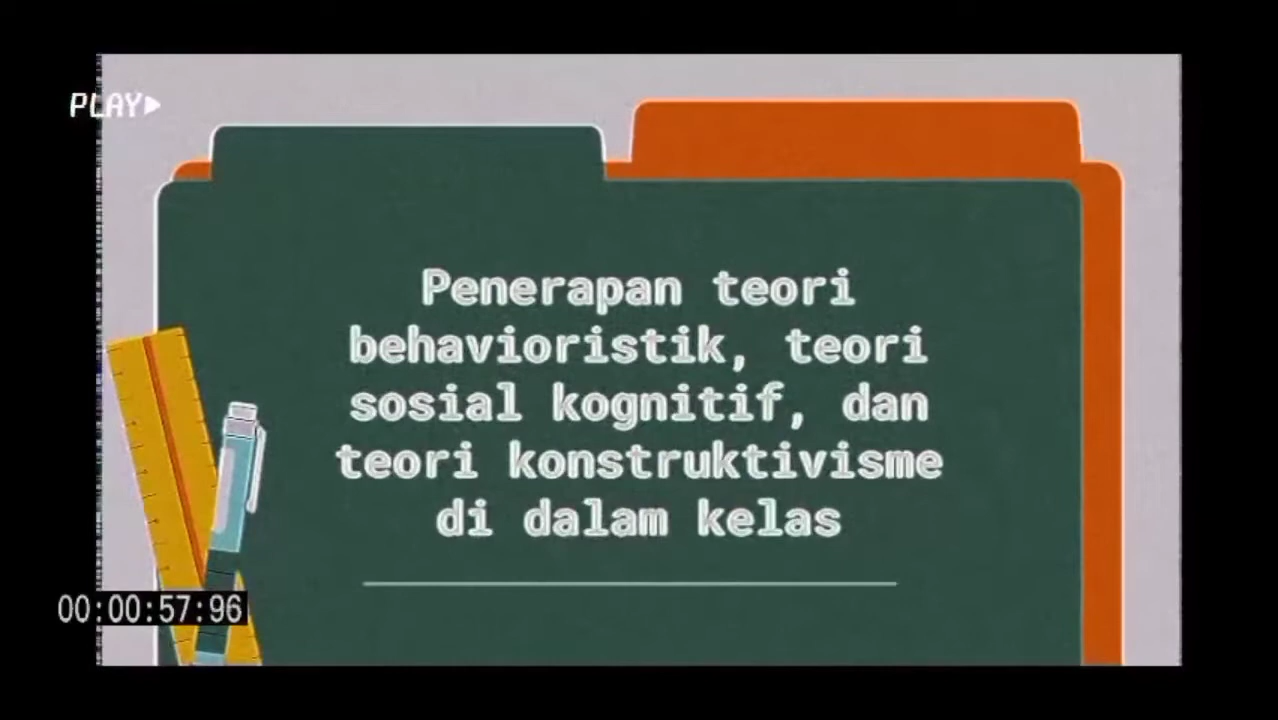 PLAY
Penerapan teori
behavioristik, teori
sosial kognitif, dan
teori konstruktivisme
di dalam kelas
00:00:57:96